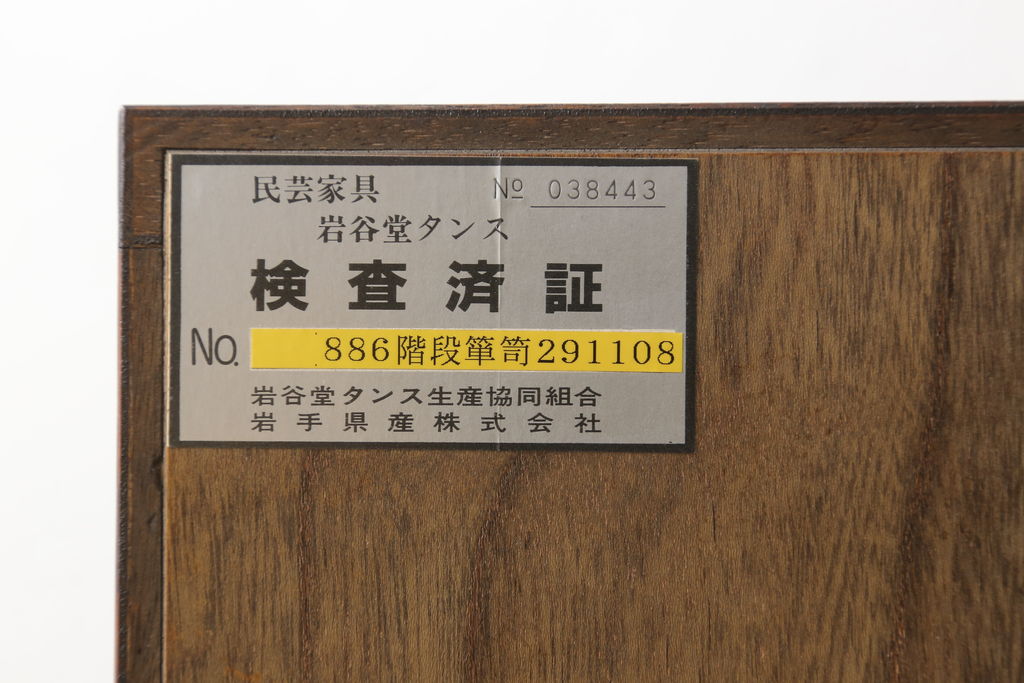 民芸家具 № 038443
岩谷堂タンス
検査済証
No. 886階段箪笥291108
岩谷堂タンス生産協同組合
岩手県産株式会社